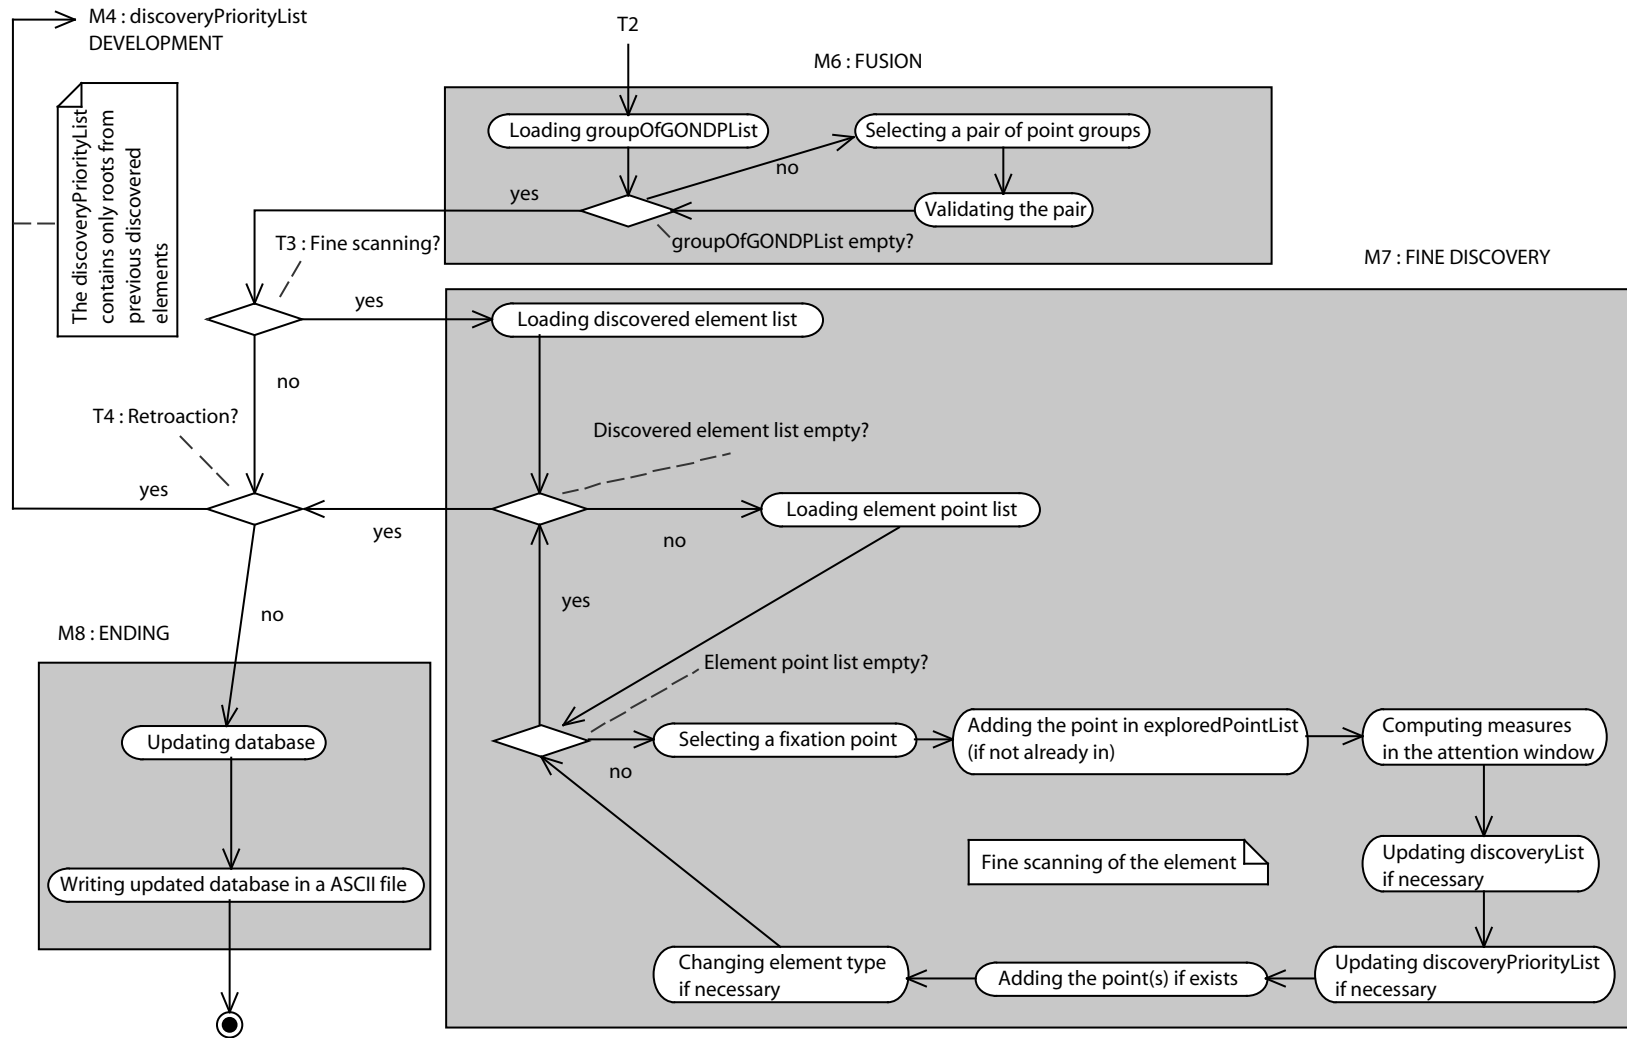 M4 : discoveryPriorityList
DEVELOPMENT
T2
M6 : FUSION
The discoveryPriorityList
contains only roots from
previous discovered
elements
Loading groupOfGONDPList
Selecting a pair of point groups
no
yes
Validating the pair
groupOfGONDPList empty?
T3 : Fine scanning?
M7 : FINE DISCOVERY
yes
Loading discovered element list
no
T4 : Retroaction?
Discovered element list empty?
yes
yes
Loading element point list
no
yes
no
M8 : ENDING
Element point list empty?
Updating database
Selecting a fixation point
no
Adding the point in exploredPointList
(if not already in)
Computing measures
in the attention window
Fine scanning of the element
Updating discoveryList
if necessary
Writing updated database in a ASCII file
Changing element type
if necessary
Adding the point(s) if exists
Updating discoveryPriorityList
if necessary